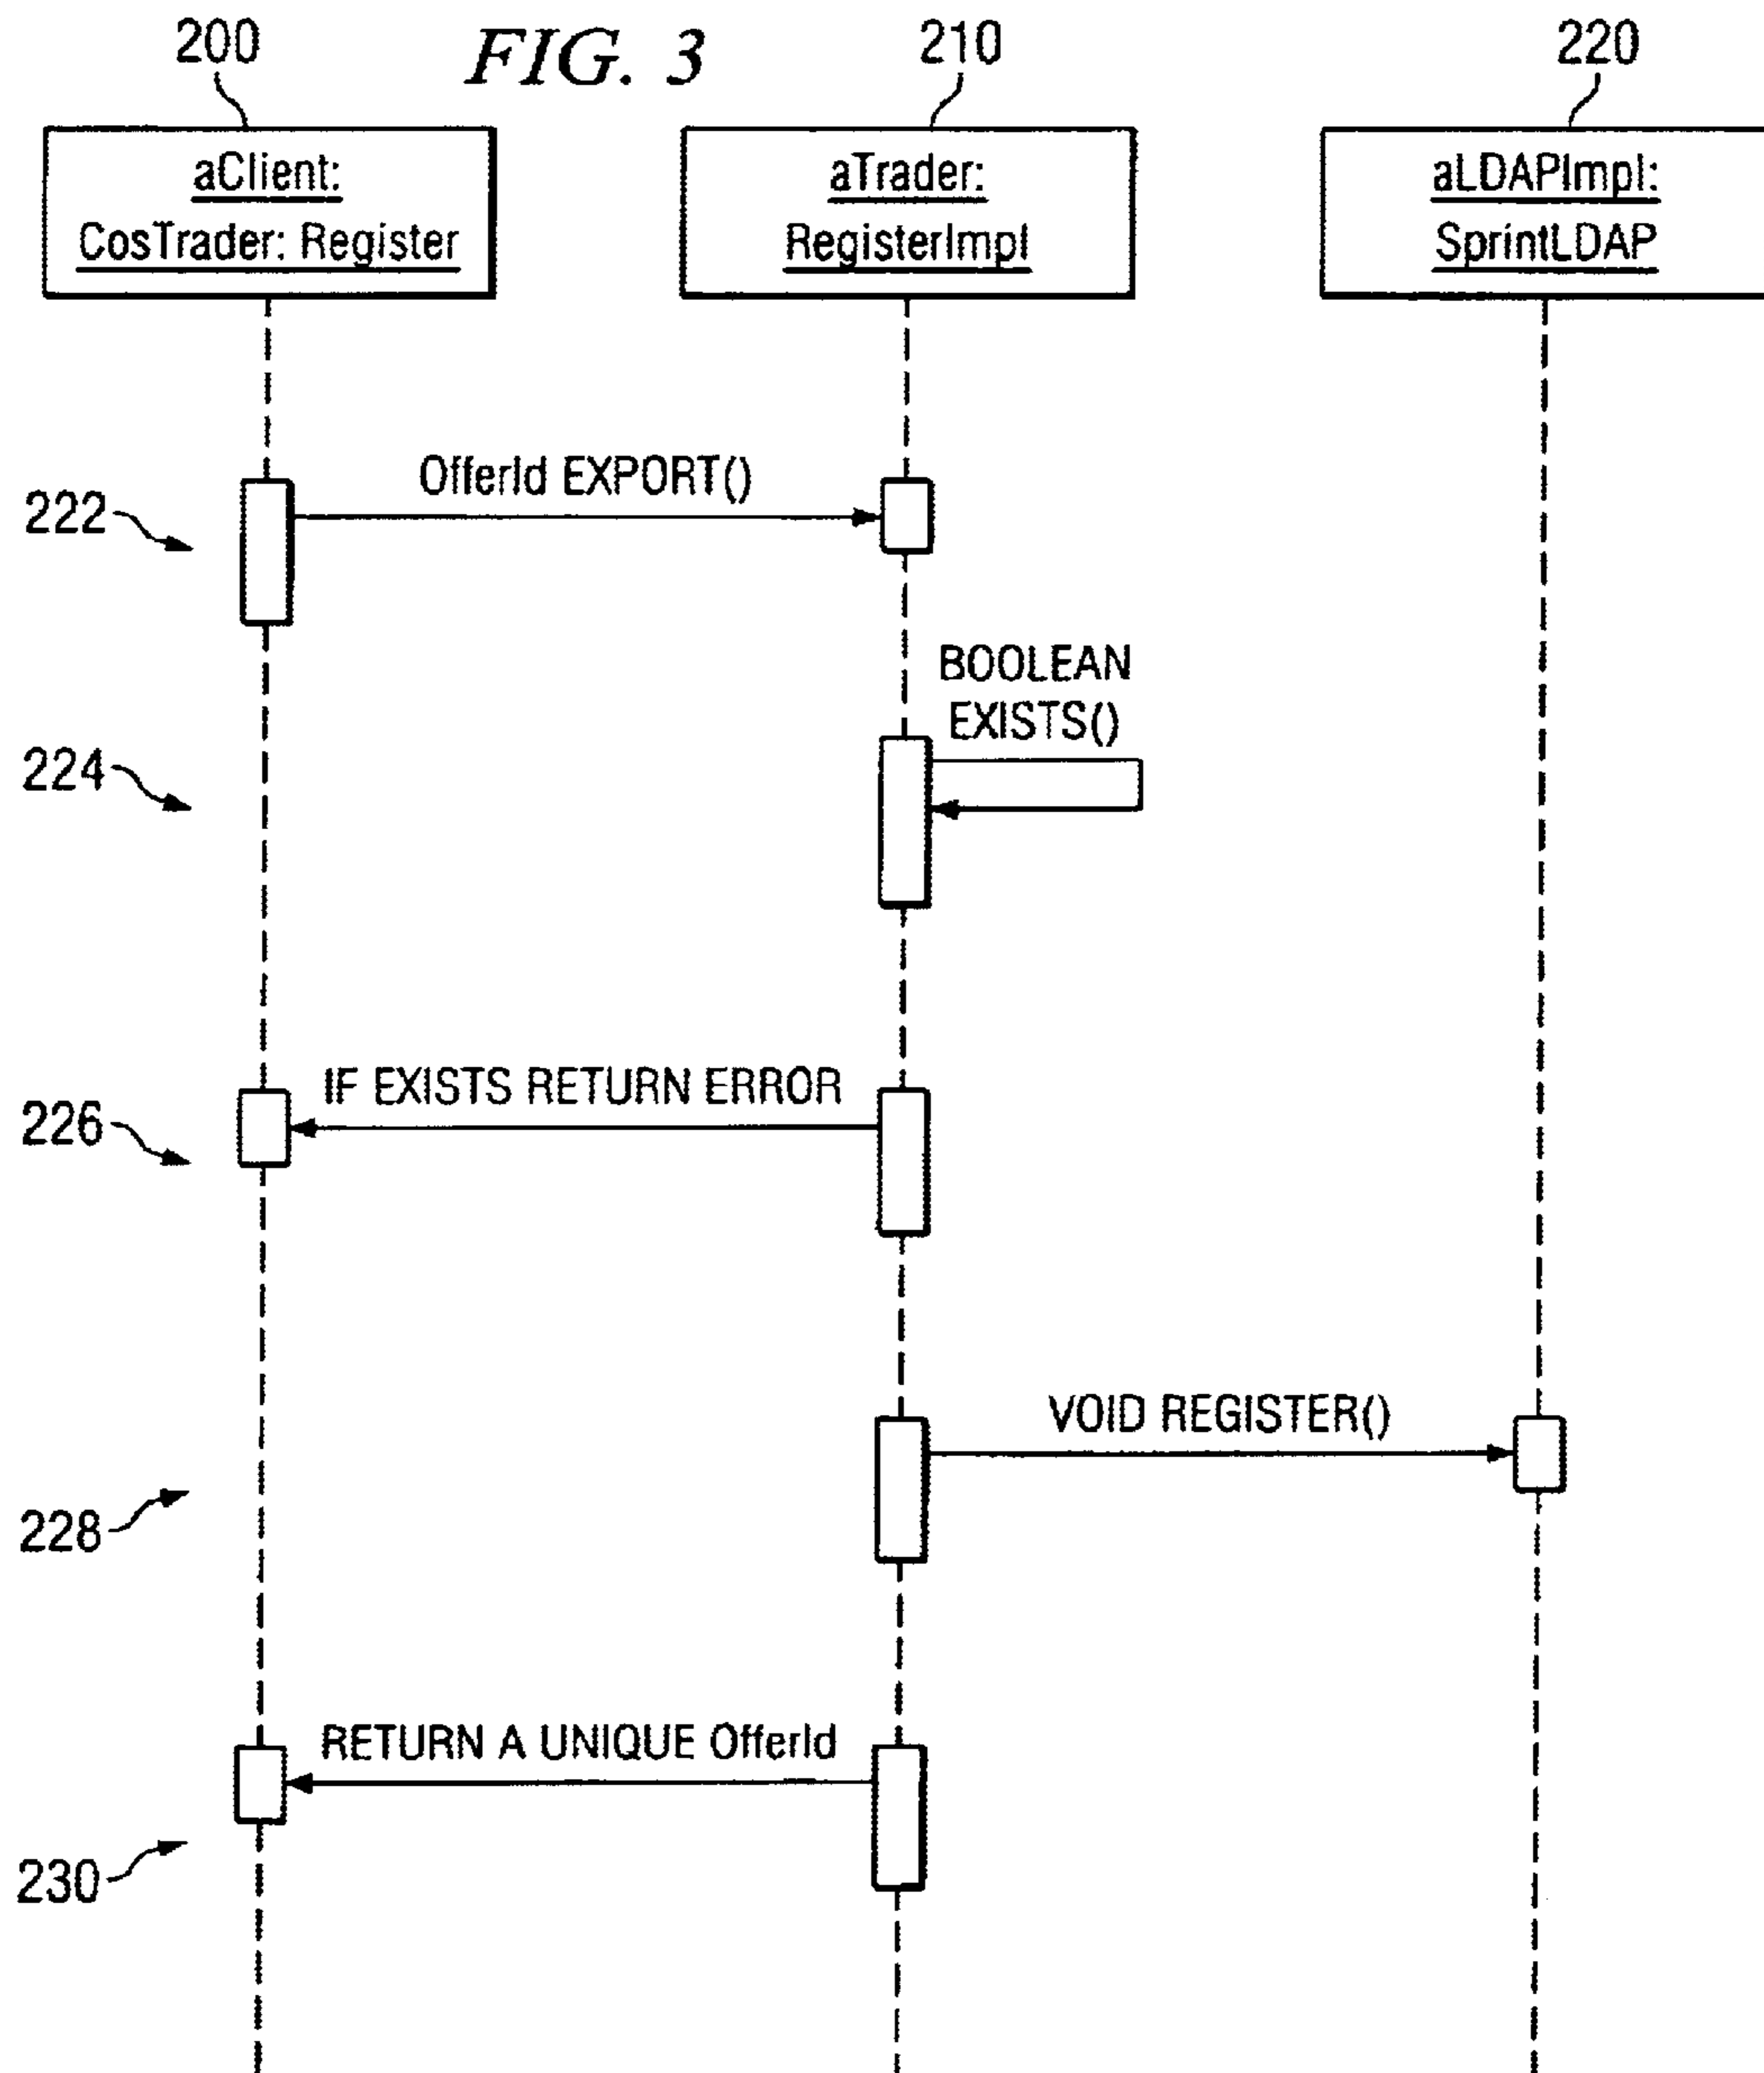 200
FIG. 3
210
220
aClient:
CosTrader: Register
aTrader:
RegisterImpl
aLDAPImpl:
SprintLDAP
OfferId EXPORT()
222
BOOLEAN
EXISTS()
224
IF EXISTS RETURN ERROR
226
VOID REGISTER()
228
RETURN A UNIQUE OfferId
230